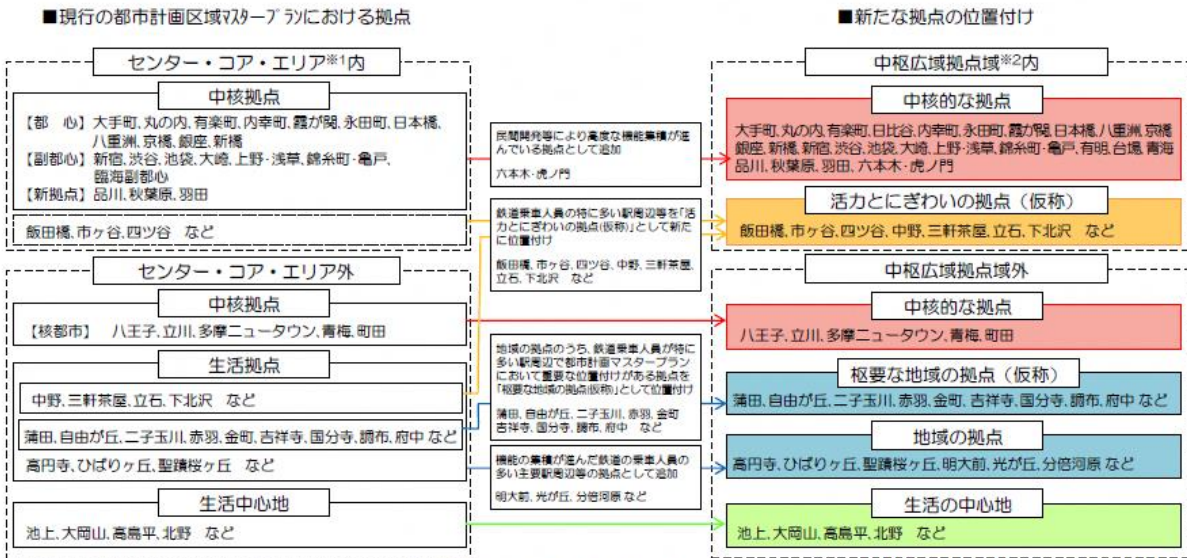 ■現行の都市計画区域マスタープランにおける拠点
センター・コア・エリア※1内
中核拠点
【都　心】大手町、丸の内、有楽町、内幸町、霞が関、永田町、日本橋、
八重洲、京橋、銀座、新橋
【副都心】新宿、渋谷、池袋、大崎、上野・浅草、錦糸町・亀戸、
臨海副都心
【新拠点】品川、秋葉原、羽田
飯田橋、市ヶ谷、四ツ谷　など
センター・コア・エリア外
中核拠点
【核都市】　八王子、立川、多摩ニュータウン、青梅、町田
生活拠点
中野、三軒茶屋、立石、下北沢　など
蒲田、自由が丘、二子玉川、赤羽、金町、吉祥寺、国分寺、調布、府中 など
高円寺、ひばりヶ丘、聖蹟桜ヶ丘　など
生活中心地
池上、大岡山、高島平、北野　など
民間開発等により高度な機能集積が進
んでいる拠点として追加
六本木・虎ノ門
鉄道乗車人員の特に多い駅周辺等を「活
力とにぎわいの拠点(仮称)」として新た
に位置付け
飯田橋、市ヶ谷、四ツ谷、中野、三軒茶屋、
立石、下北沢　など
地域の拠点のうち、鉄道乗車人員が特に
多い駅周辺で都市計画マスタープラン
において重要な位置付けがある拠点を
「枢要な地域の拠点(仮称)」として位置付け
蒲田、自由が丘、二子玉川、赤羽、金町
吉祥寺、国分寺、調布、府中　など
機能の集積が進んだ鉄道の乗車人員の
多い主要駅周辺等の拠点として追加
明大前、光が丘、分倍河原 など
■新たな拠点の位置付け
中枢広域拠点域※2内
中核的な拠点
大手町、丸の内、有楽町、日比谷、内幸町、永田町、霞が関、日本橋、八重洲、京橋
銀座、新橋、新宿、渋谷、池袋、大崎、上野・浅草、錦糸町・亀戸、有明、台場、青海
品川、秋葉原、羽田、六本木・虎ノ門
活力とにぎわいの拠点（仮称）
飯田橋、市ヶ谷、四ツ谷、中野、三軒茶屋、立石、下北沢　など
中枢広域拠点域外
中核的な拠点
八王子、立川、多摩ニュータウン、青梅、町田
枢要な地域の拠点（仮称）
蒲田、自由が丘、二子玉川、赤羽、金町、吉祥寺、国分寺、調布、府中 など
地域の拠点
高円寺、ひばりヶ丘、聖蹟桜ヶ丘、明大前、光が丘、分倍河原 など
生活の中心地
池上、大岡山、高島平、北野　など